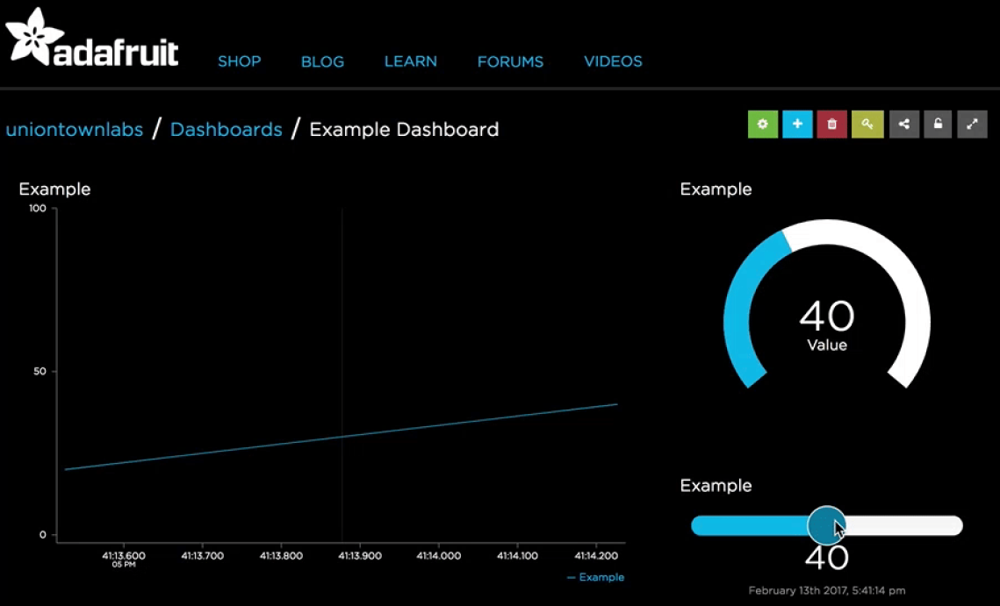 adafruit
SHOP BLOG LEARN FORUMS VIDEOS
uniontownlabs / Dashboards / Example Dashboard
Example
100
50
0
41:13.600 41:13.700 41:13.800 41:13.900 41:14.000 41:14.100 41:14.200
05 PM
Example
Example
40
Value
Example
40
February 13th 2017, 5:41:14 pm